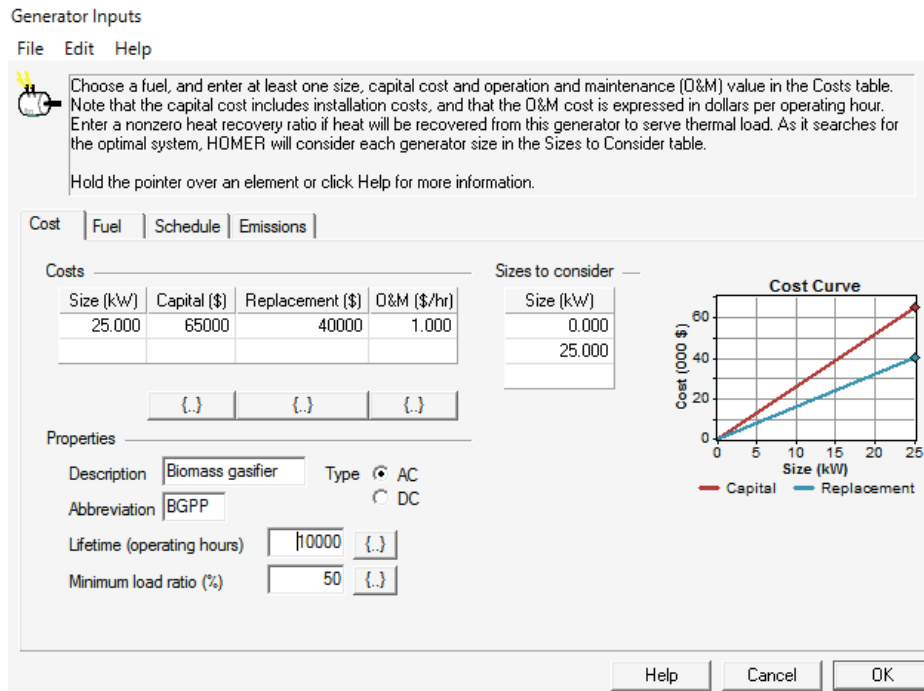 Generator Inputs
File Edit Help
Choose a fuel, and enter at least one size, capital cost and operation and maintenance (O&M) value in the Costs table.
Note that the capital cost includes installation costs, and that the O&M cost is expressed in dollars per operating hour.
Enter a nonzero heat recovery ratio if heat will be recovered from this generator to serve thermal load. As it searches for
the optimal system, HOMER will consider each generator size in the Sizes to Consider table.
Hold the pointer over an element or click Help for more information.
Cost Fuel Schedule Emissions
Costs
Size (kW) Capital ($) Replacement ($) O&M ($/hr)
25.000 65000 40000 1.000
{..} {..} {..}
Sizes to consider
Size (kW)
0.000
25.000
Cost Curve
Cost (000 $)
60
40
20
0
0 5 10 15 20 25
Size (kW)
Capital Replacement
Properties
Description Biomass gasifier Type AC
DC
Abbreviation BGPP
Lifetime (operating hours) 10000 {..}
Minimum load ratio (%) 50 {..}
Help Cancel OK